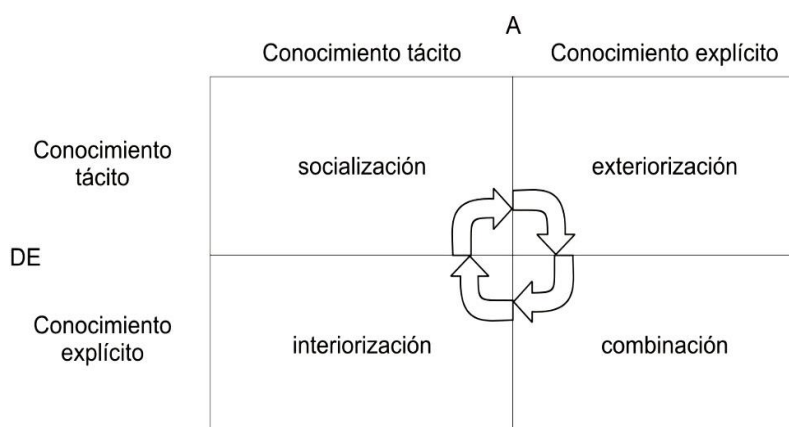 A
Conocimiento tácito
Conocimiento explícito
Conocimiento
tácito
socialización
exteriorización
DE
Conocimiento
explícito
interiorización
combinación